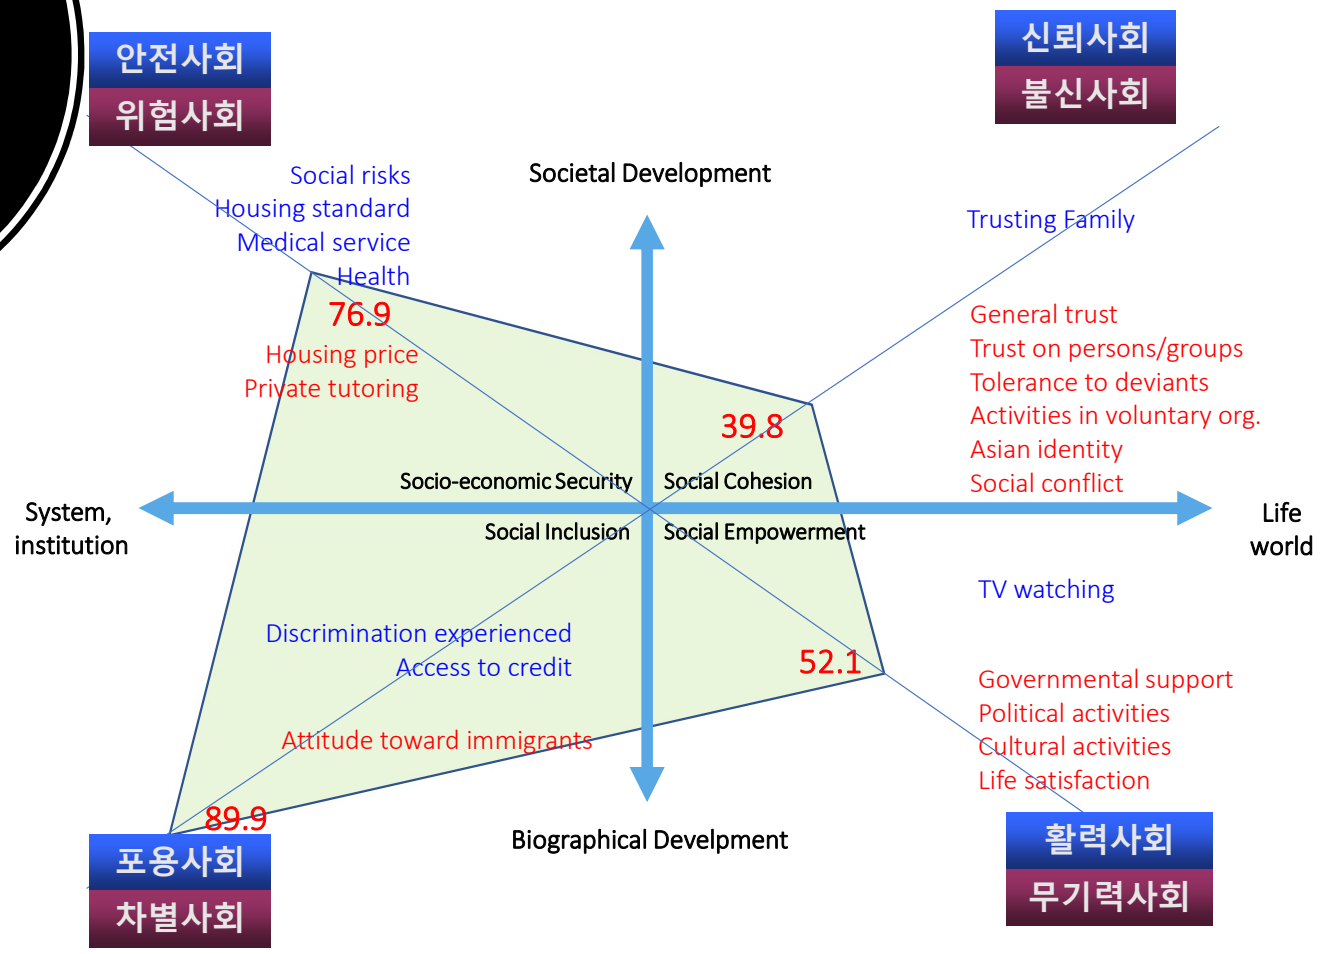 안전사회
위험사회
신뢰사회
불신사회
Social risks
Housing standard
Medical service
Health
76.9
Housing price
Private tutoring
Societal Development
Trusting Family
General trust
Trust on persons/groups
Tolerance to deviants
Activities in voluntary org.
Asian identity
Social conflict
39.8
Socio-economic Security
Social Cohesion
System,
institution
Life
world
Social Inclusion
Social Empowerment
Discrimination experienced
Access to credit
Attitude toward immigrants
89.9
TV watching
52.1
Governmental support
Political activities
Cultural activities
Life satisfaction
Biographical Develpment
포용사회
차별사회
활력사회
무기력사회